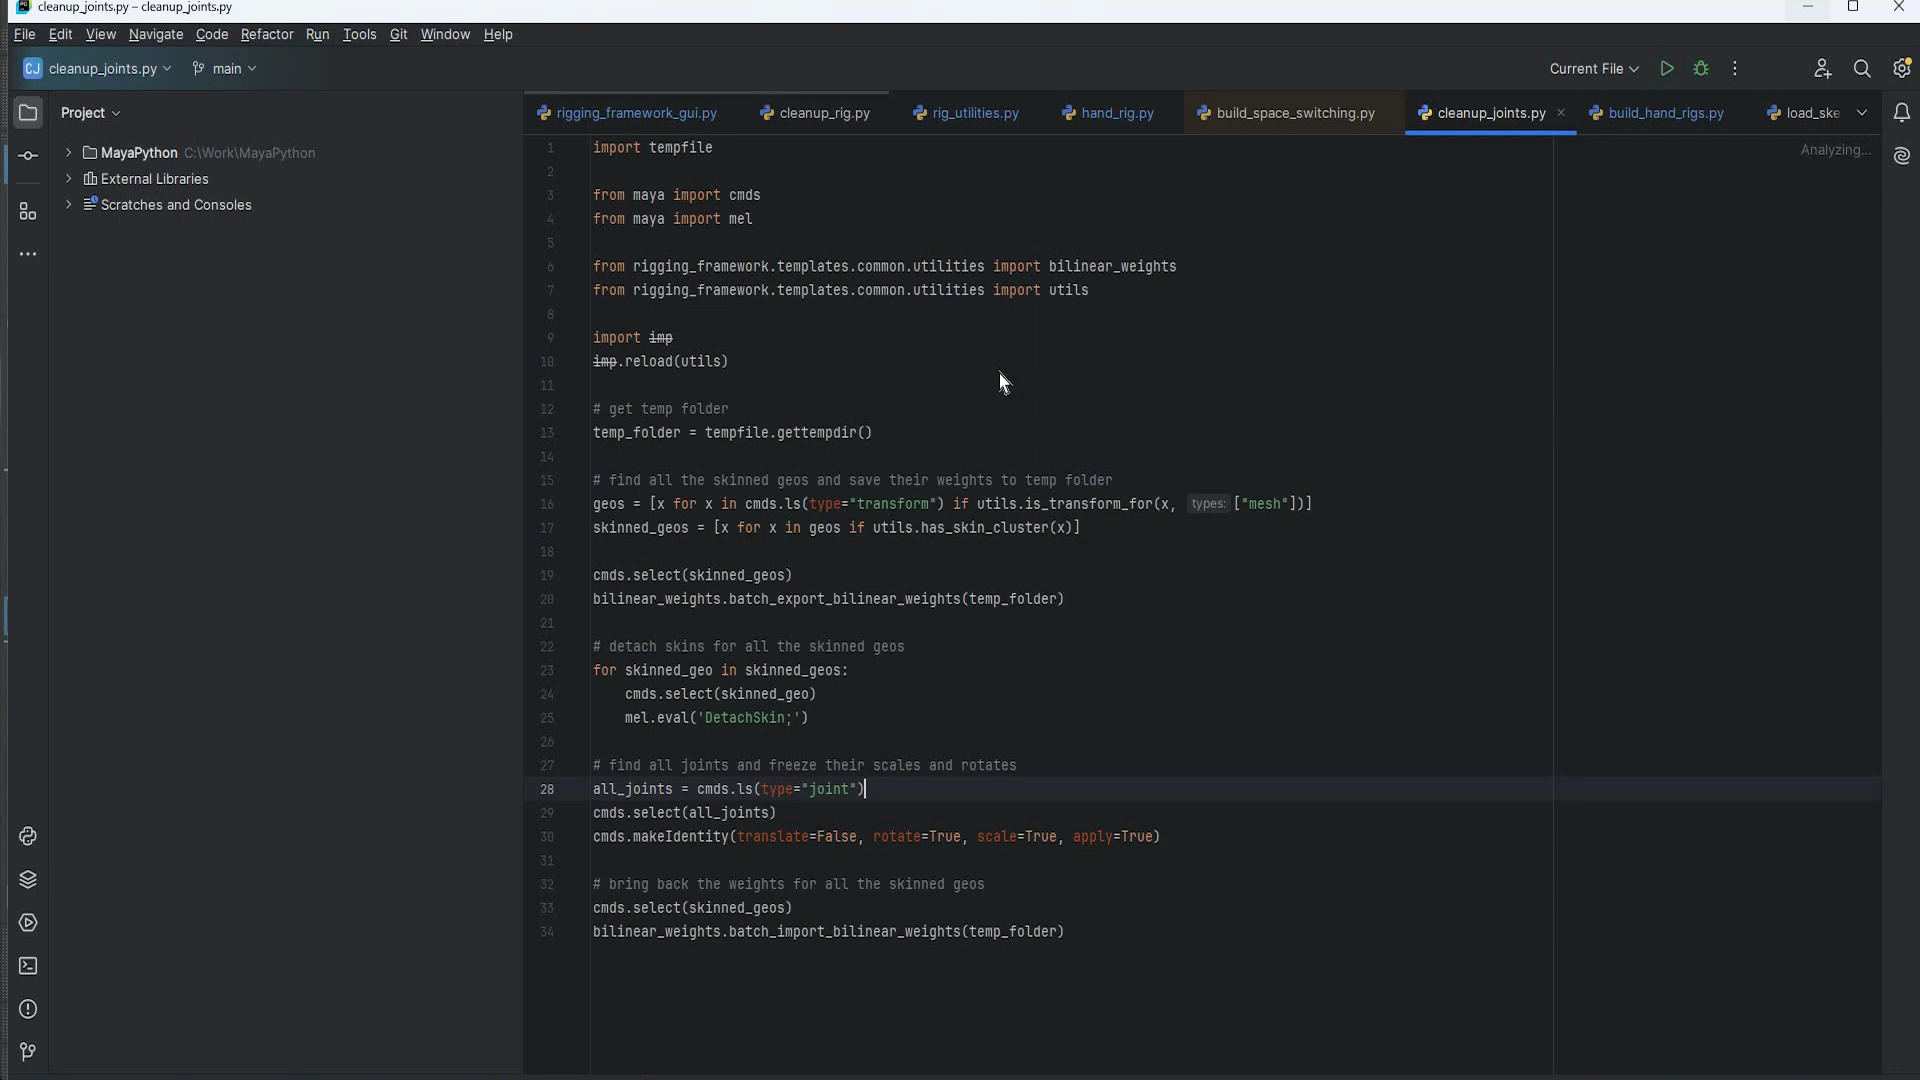 cleanup_joints.py – cleanup_joints.py
File Edit View Navigate Code Refactor Run Tools Git Window Help
CJ cleanup_joints.py main Current File
Project
rigging_framework_gui.py cleanup_rig.py rig_utilities.py hand_rig.py build_space_switching.py cleanup_joints.py build_hand_rigs.py load_ske
MayaPython C:\Work\MayaPython
External Libraries
Scratches and Consoles
Analyzing...
1 import tempfile
2
3 from maya import cmds
4 from maya import mel
5
6 from rigging_framework.templates.common.utilities import bilinear_weights
7 from rigging_framework.templates.common.utilities import utils
8
9 import imp
10 imp.reload(utils)
11
12 # get temp folder
13 temp_folder = tempfile.gettempdir()
14
15 # find all the skinned geos and save their weights to temp folder
16 geos = [x for x in cmds.ls(type="transform") if utils.is_transform_for(x, types: ["mesh"])]
17 skinned_geos = [x for x in geos if utils.has_skin_cluster(x)]
18
19 cmds.select(skinned_geos)
20 bilinear_weights.batch_export_bilinear_weights(temp_folder)
21
22 # detach skins for all the skinned geos
23 for skinned_geo in skinned_geos:
24 cmds.select(skinned_geo)
25 mel.eval('DetachSkin;')
26
27 # find all joints and freeze their scales and rotates
28 all_joints = cmds.ls(type="joint")
29 cmds.select(all_joints)
30 cmds.makeIdentity(translate=False, rotate=True, scale=True, apply=True)
31
32 # bring back the weights for all the skinned geos
33 cmds.select(skinned_geos)
34 bilinear_weights.batch_import_bilinear_weights(temp_folder)